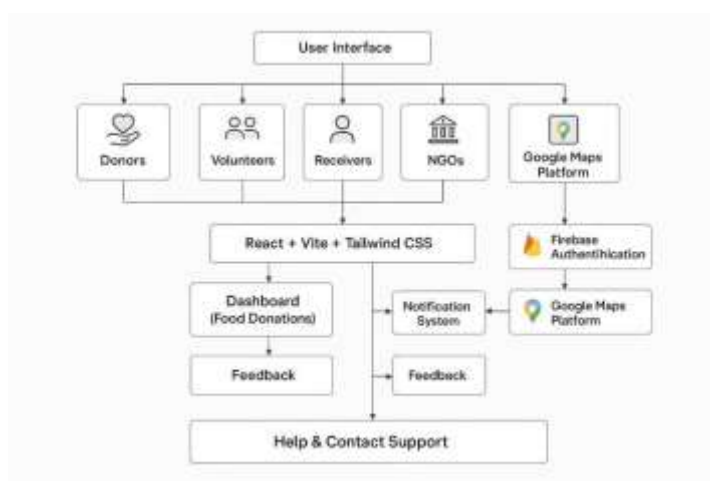 User Interface
Donors
Volunteers
Receivers
NGOs
Google Maps
Platform
React + Vite + Tailwind CSS
Firebase
Authentihication
Dashboard
(Food Donations)
Notification
System
Google Maps
Platform
Feedback
Feedback
Help & Contact Support